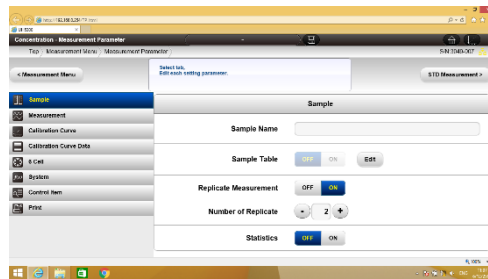 Concentration - Measurement Parameter
Top Measurement Menu Measurement Parameter
< Measurement Menu
Select tab,
Edit each setting parameter.
STD Measurement >
Sample
Measurement
Calibration Curve
Calibration Curve Data
6 Cell
System
Control Item
Print
Sample
Sample Name
Sample Table OFF ON Edit
Replicate Measurement OFF ON
Number of Replicate - 2 +
Statistics OFF ON
100%